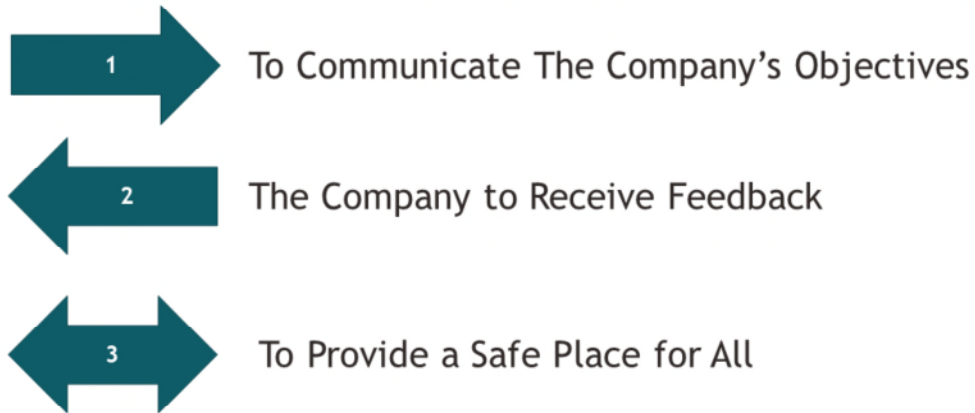 1 To Communicate The Company's Objectives
2 The Company to Receive Feedback
3 To Provide a Safe Place for All